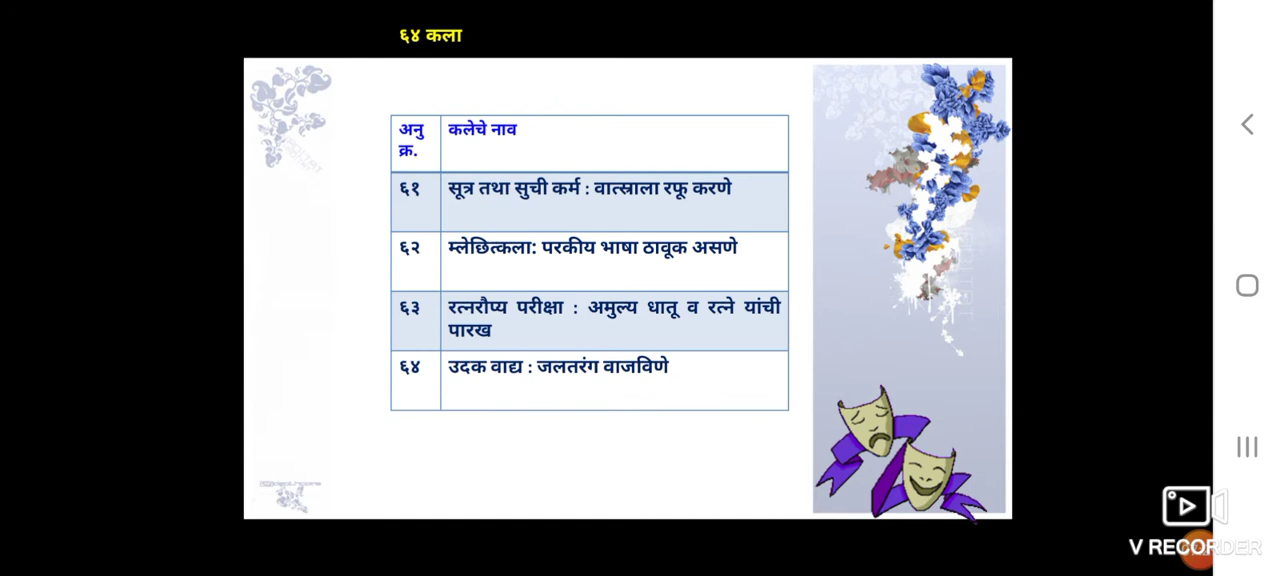 ६४ कला
अनु
क्र.
कलेचे नाव
६१
सूत्र तथा सुची कर्म : वात्स्राला रफू करणे
६२
म्लेछित्कला: परकीय भाषा ठावूक असणे
६३
रत्नरौप्य परीक्षा : अमुल्य धातू व रत्ने यांची
पारख
६४
उदक वाद्य : जलतरंग वाजविणे
V RECORDER